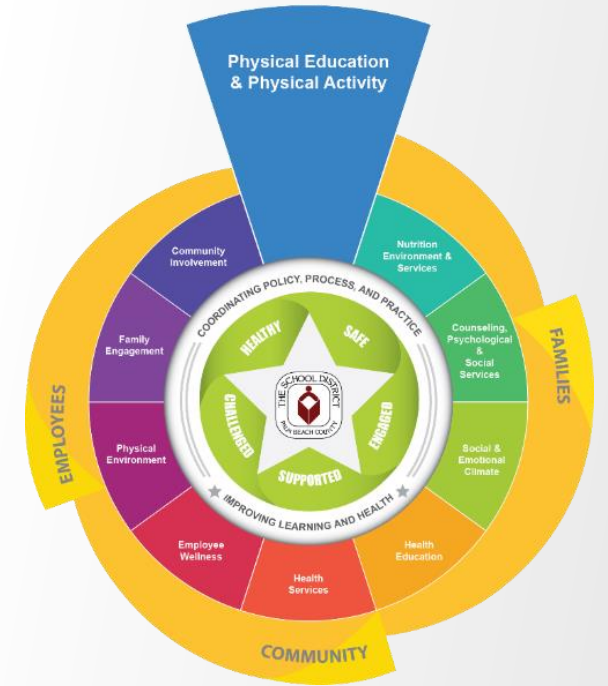 Physical Education
& Physical Activity
Nutrition
Environment &
Services
Counseling,
Psychological
&
Social
Services
Social &
Emotional
Climate
Health
Education
Health
Services
Employee
Wellness
Physical
Environment
Family
Engagement
Community
Involvement
FAMILIES
COMMUNITY
EMPLOYEES
COORDINATING POLICY, PROCESS, AND PRACTICE
IMPROVING LEARNING AND HEALTH
HEALTHY
SAFE
ENGAGED
SUPPORTED
CHALLENGED
THE SCHOOL DISTRICT
PALM BEACH COUNTY